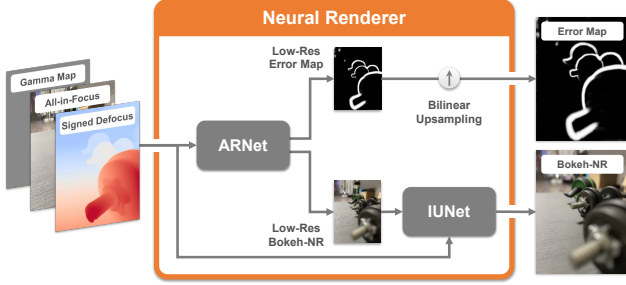 Neural Renderer
Gamma Map
All-in-Focus
Signed Defocus
ARNet
Low-Res
Error Map
Bilinear
Upsampling
Error Map
Low-Res
Bokeh-NR
IUNet
Bokeh-NR